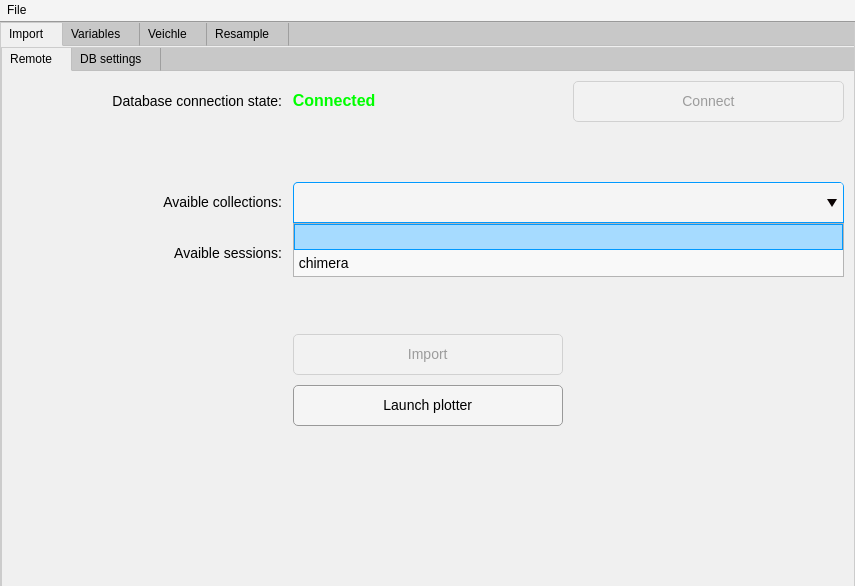 File
Import Variables Veichle Resample
Remote DB settings
Database connection state: Connected Connect
Avaible collections:
Avaible sessions:
chimera
Import
Launch plotter